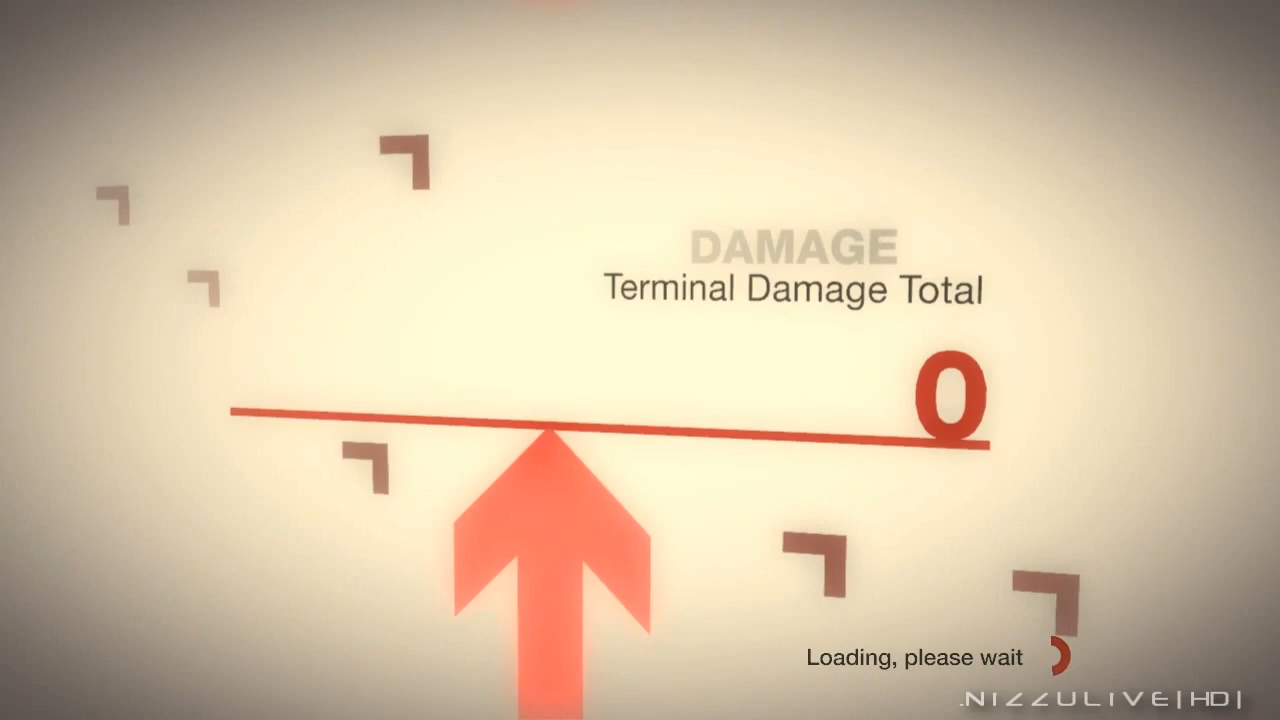 DAMAGE
Terminal Damage Total
0
Loading, please wait
.NIZZULIVE|HD|